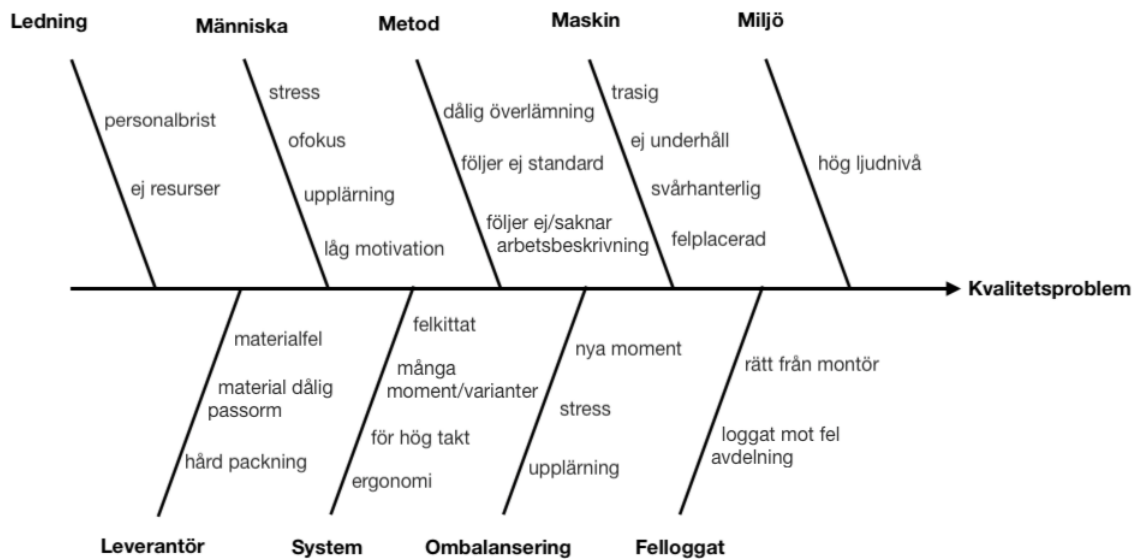 Ledning
Människa
Metod
Maskin
Miljö
personalbrist
ej resurser
stress
ofokus
upplärning
låg motivation
dålig överlämning
följer ej standard
följer ej/saknar
arbetsbeskrivning
trasig
ej underhåll
svårhanterlig
felplacerad
hög ljudnivå
Kvalitetsproblem
materialfel
material dålig
passorm
hård packning
felkittat
många
moment/varianter
för hög takt
ergonomi
nya moment
stress
upplärning
rätt från montör
loggat mot fel
avdelning
Leverantör
System
Ombalansering
Felloggat